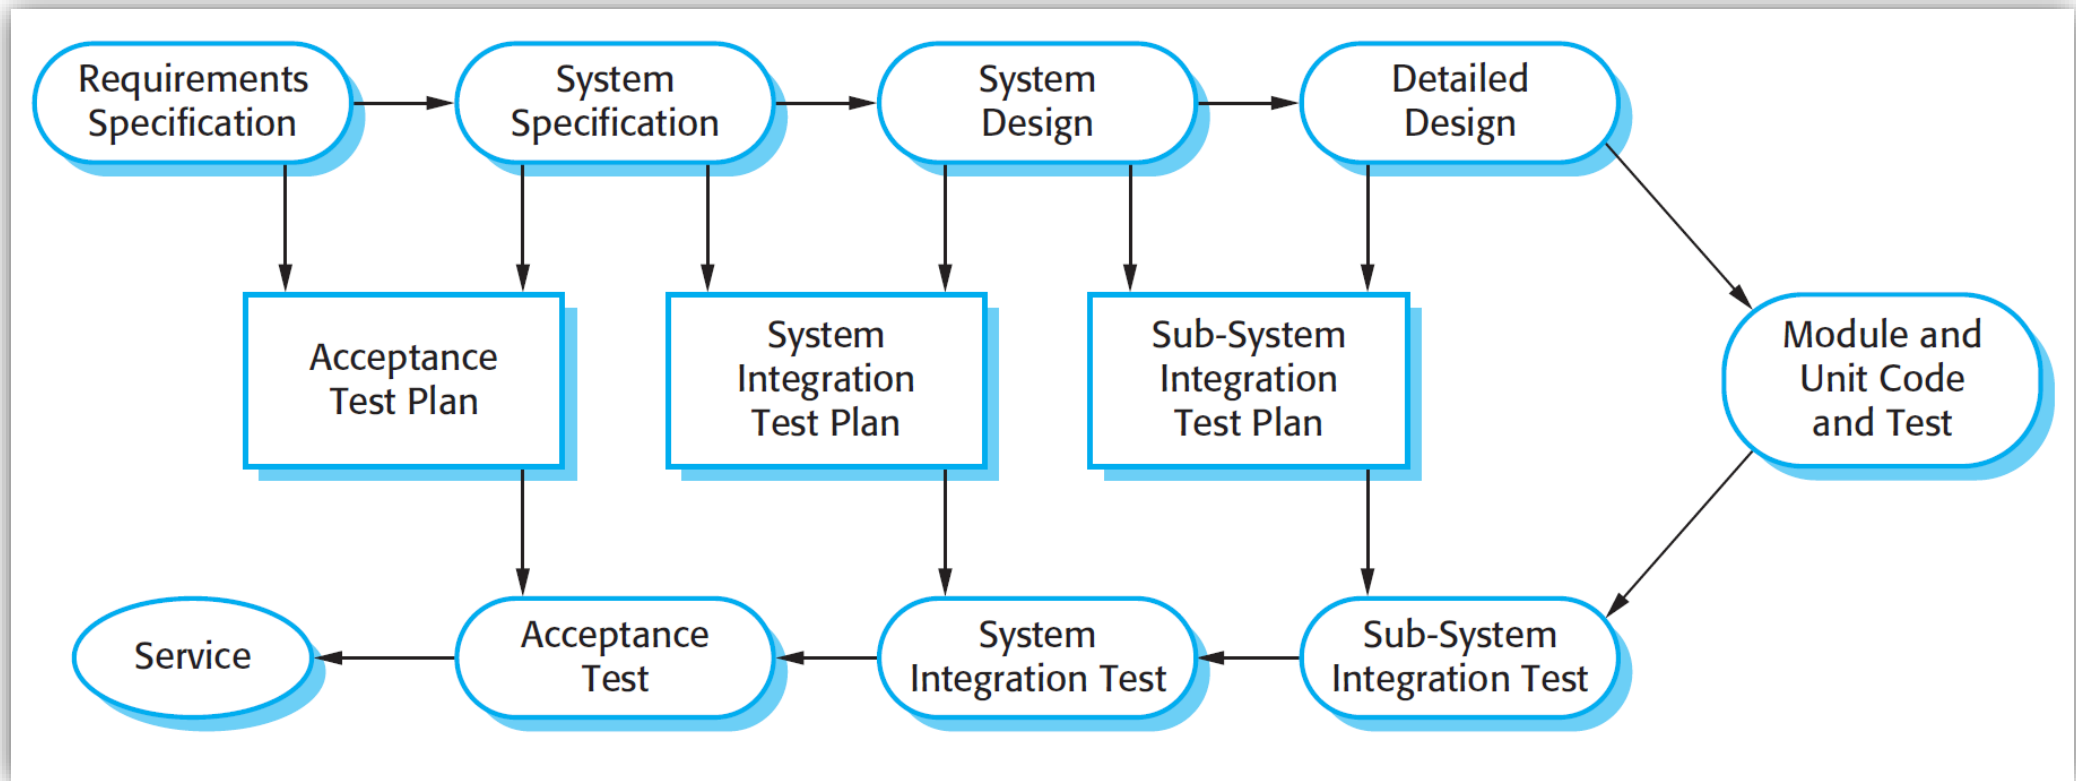 Requirements
Specification
System
Specification
System
Design
Detailed
Design
Acceptance
Test Plan
System
Integration
Test Plan
Sub-System
Integration
Test Plan
Module and
Unit Code
and Test
Service
Acceptance
Test
System
Integration Test
Sub-System
Integration Test